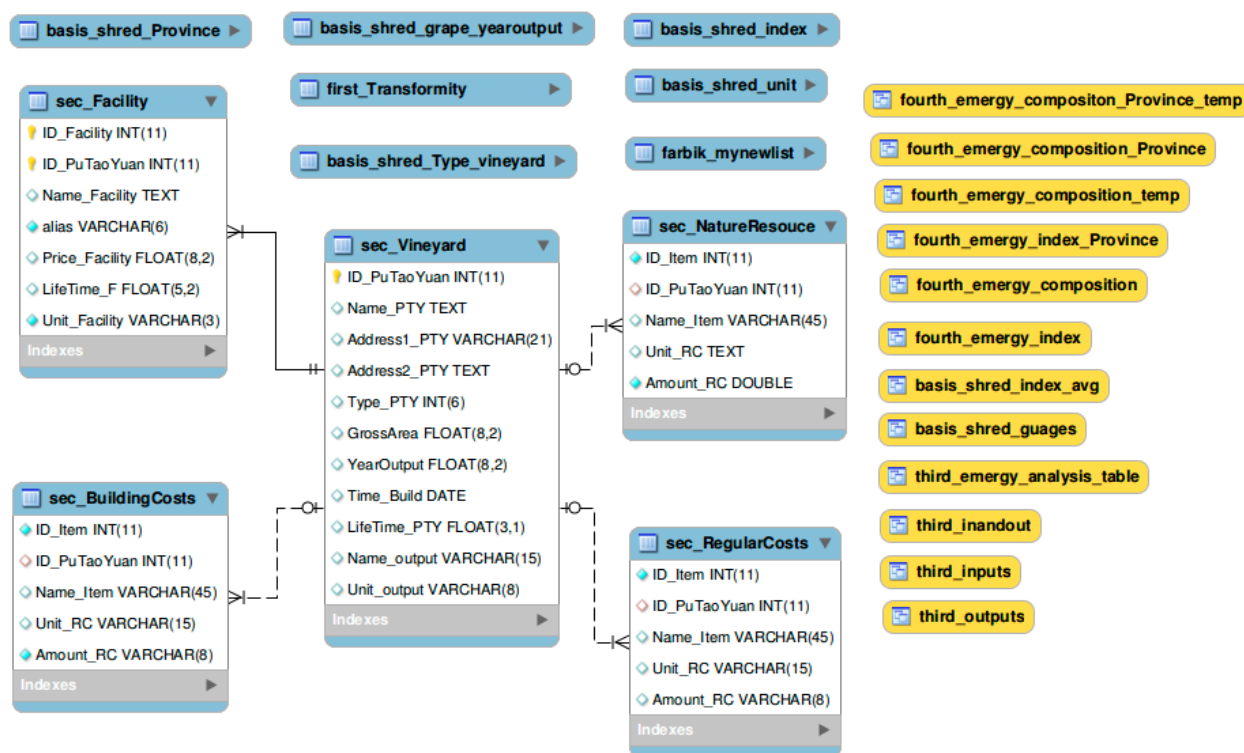 basis_shred_Province
basis_shred_grape_yearoutput
basis_shred_index
first_Transformity
basis_shred_unit
basis_shred_Type_vineyard
farbik_mynewlist
sec_Facility
ID_Facility INT(11)
ID_PuTaoYuan INT(11)
Name_Facility TEXT
alias VARCHAR(6)
Price_Facility FLOAT(8,2)
LifeTime_F FLOAT(5,2)
Unit_Facility VARCHAR(3)
Indexes
sec_BuildingCosts
ID_Item INT(11)
ID_PuTaoYuan INT(11)
Name_Item VARCHAR(45)
Unit_RC VARCHAR(15)
Amount_RC VARCHAR(8)
Indexes
sec_Vineyard
ID_PuTaoYuan INT(11)
Name_PTY TEXT
Address1_PTY VARCHAR(21)
Address2_PTY TEXT
Type_PTY INT(6)
GrossArea FLOAT(8,2)
YearOutput FLOAT(8,2)
Time_Build DATE
LifeTime_PTY FLOAT(3,1)
Name_output VARCHAR(15)
Unit_output VARCHAR(8)
Indexes
sec_NatureResouce
ID_Item INT(11)
ID_PuTaoYuan INT(11)
Name_Item VARCHAR(45)
Unit_RC TEXT
Amount_RC DOUBLE
Indexes
sec_RegularCosts
ID_Item INT(11)
ID_PuTaoYuan INT(11)
Name_Item VARCHAR(45)
Unit_RC VARCHAR(15)
Amount_RC VARCHAR(8)
Indexes
fourth_emergy_compositon_Province_temp
fourth_emergy_composition_Province
fourth_emergy_composition_temp
fourth_emergy_index_Province
fourth_emergy_composition
fourth_emergy_index
basis_shred_index_avg
basis_shred_guages
third_emergy_analysis_table
third_inandout
third_inputs
third_outputs